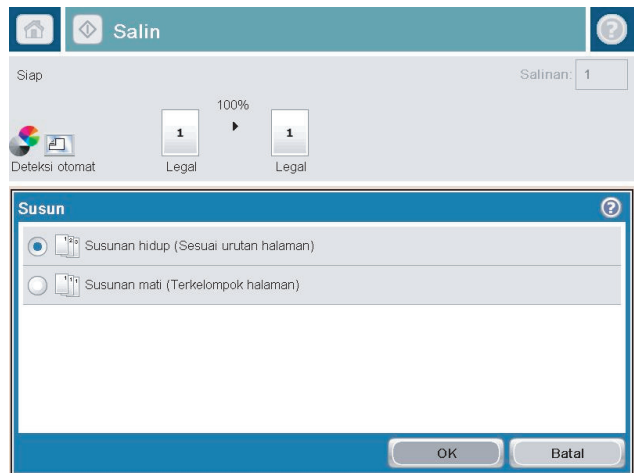 Salin
Siap
Salinan: 1
100%
1 1
Deteksi otomat Legal Legal
Susun
Susunan hidup (Sesuai urutan halaman)
Susunan mati (Terkelompok halaman)
OK Batal